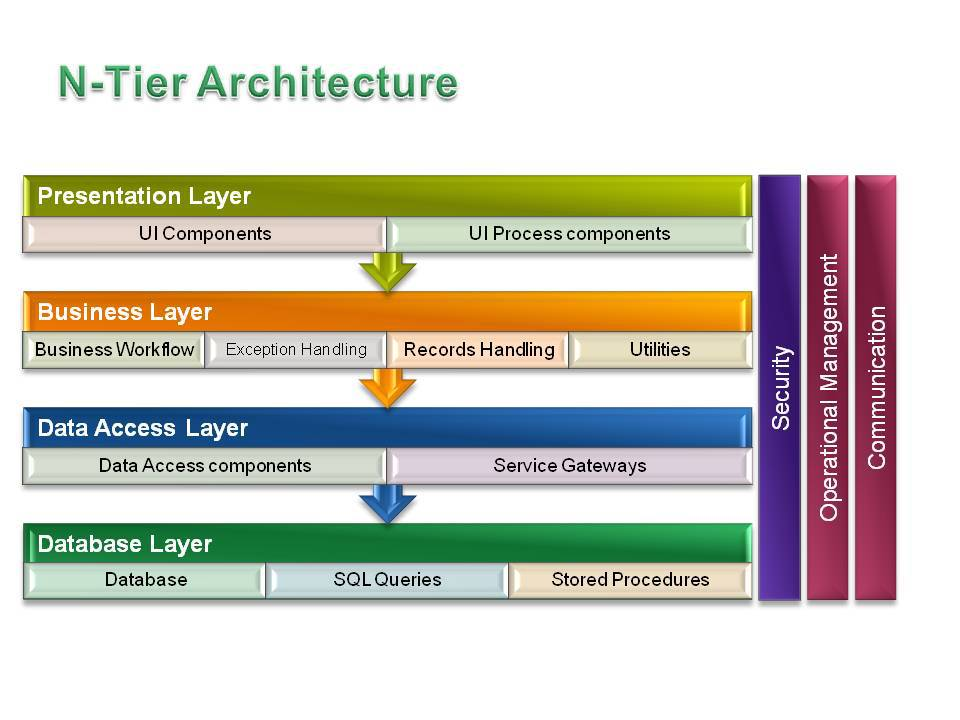 N-Tier Architecture
Presentation Layer
UI Components
UI Process components
Business Layer
Business Workflow
Exception Handling
Records Handling
Utilities
Data Access Layer
Data Access components
Service Gateways
Database Layer
Database
SQL Queries
Stored Procedures
Security
Operational Management
Communication